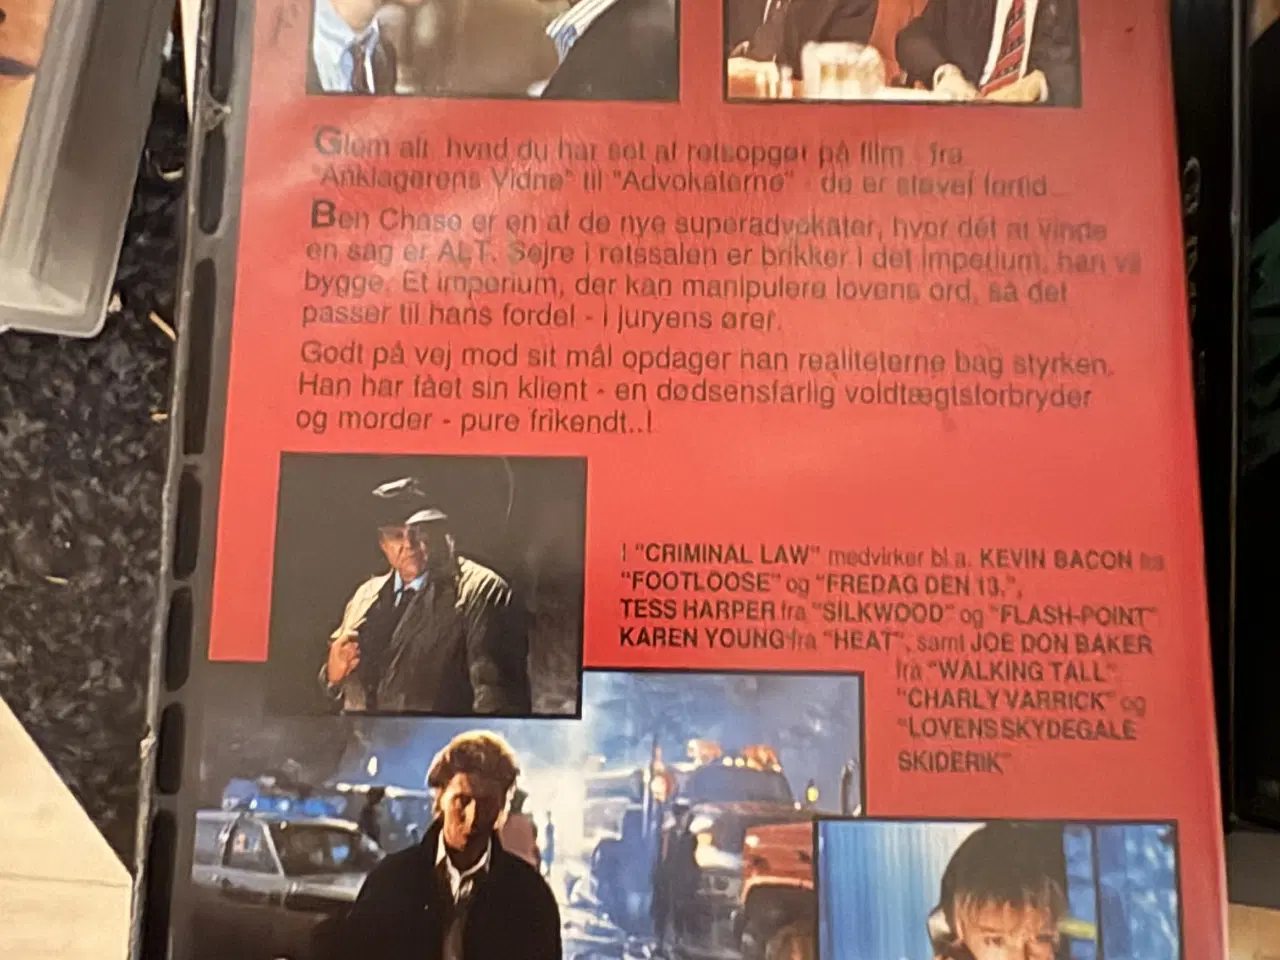 Glem alt, hvad du har set af retsopgør på film - fra
"Anklagerens Vidne" til "Advokaterne" - de er støvet fortid...
Ben Chase er en af de nye superadvokater, hvor dét at vinde
en sag er ALT. Sejre i retssalen er brikker i det imperium, han vil
bygge. Et imperium, der kan manipulere lovens ord, så det
passer til hans fordel - i juryens ører.
Godt på vej mod sit mål opdager han realiteterne bag styrken.
Han har fået sin klient - en dødsensfarlig voldtægtsforbryder
og morder - pure frikendt..!
I "CRIMINAL LAW" medvirker bl.a. KEVIN BACON fra
"FOOTLOOSE" og "FREDAG DEN 13.",
TESS HARPER fra "SILKWOOD" og "FLASH-POINT"
KAREN YOUNG fra "HEAT", samt JOE DON BAKER
fra "WALKING TALL"
"CHARLY VARRICK" og
"LOVENS SKYDEGALE
SKIDERIK"